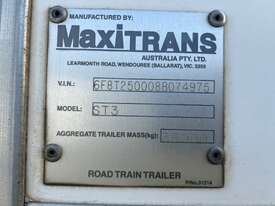 MANUFACTURED BY:
MaxiTRANS
AUSTRALIA PTY. LTD.
LEARMONTH ROAD, WENDOUREE (BALLARAT), VIC. 3355
V.I.N.: 6F8T250008B074975
MODEL: ST3
AGGREGATE TRAILER MASS(kg):
ROAD TRAIN TRAILER